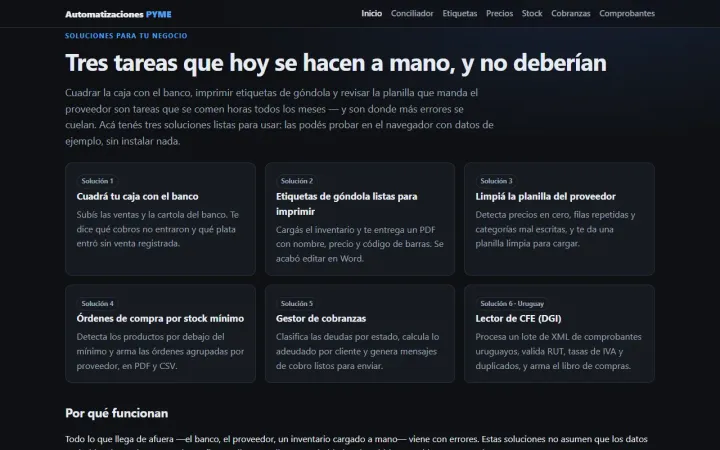 Automatizaciones PYME
Inicio Conciliador Etiquetas Precios Stock Cobranzas Comprobantes
SOLUCIONES PARA TU NEGOCIO
Tres tareas que hoy se hacen a mano, y no deberían
Cuadrar la caja con el banco, imprimir etiquetas de góndola y revisar la planilla que manda el
proveedor son tareas que se comen horas todos los meses — y son donde más errores se
cuelan. Acá tenés tres soluciones listas para usar: las podés probar en el navegador con datos de
ejemplo, sin instalar nada.
Solución 1
Cuadrá tu caja con el banco
Subís las ventas y la cartola del banco. Te
dice qué cobros no entraron y qué plata
entró sin venta registrada.
Solución 2
Etiquetas de góndola listas para
imprimir
Cargás el inventario y te entrega un PDF
con nombre, precio y código de barras. Se
acabó editar en Word.
Solución 3
Limpiá la planilla del proveedor
Detecta precios en cero, filas repetidas y
categorías mal escritas, y te da una
planilla limpia para cargar.
Solución 4
Órdenes de compra por stock mínimo
Detecta los productos por debajo del
mínimo y arma las órdenes agrupadas por
proveedor, en PDF y CSV.
Solución 5
Gestor de cobranzas
Clasifica las deudas por estado, calcula lo
adeudado por cliente y genera mensajes
de cobro listos para enviar.
Solución 6 · Uruguay
Lector de CFE (DGI)
Procesa un lote de XML de comprobantes
uruguayos, valida RUT, tasas de IVA y
duplicados, y arma el libro de compras.
Por qué funcionan
Todo lo que llega de afuera —el banco, el proveedor, un inventario cargado a mano— viene con errores. Estas soluciones no asumen que los datos